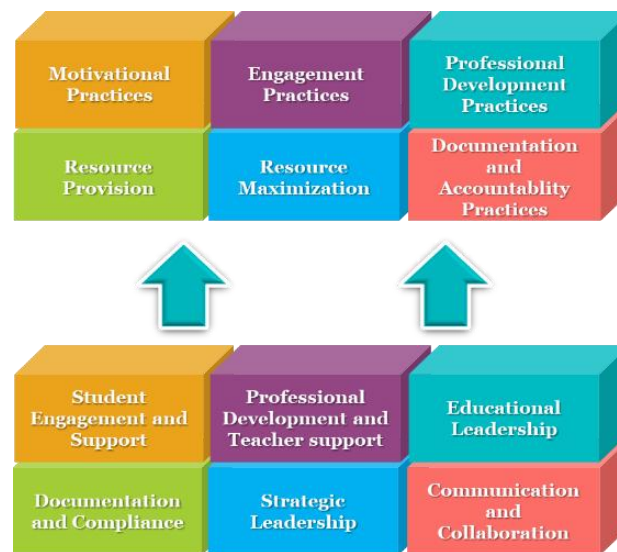 Motivational
Practices
Engagement
Practices
Professional
Development
Practices
Resource
Provision
Resource
Maximization
Documentation
and
Accountablity
Practices
Student
Engagement and
Support
Professional
Development and
Teacher support
Educational
Leadership
Documentation
and Compliance
Strategic
Leadership
Communication
and
Collaboration